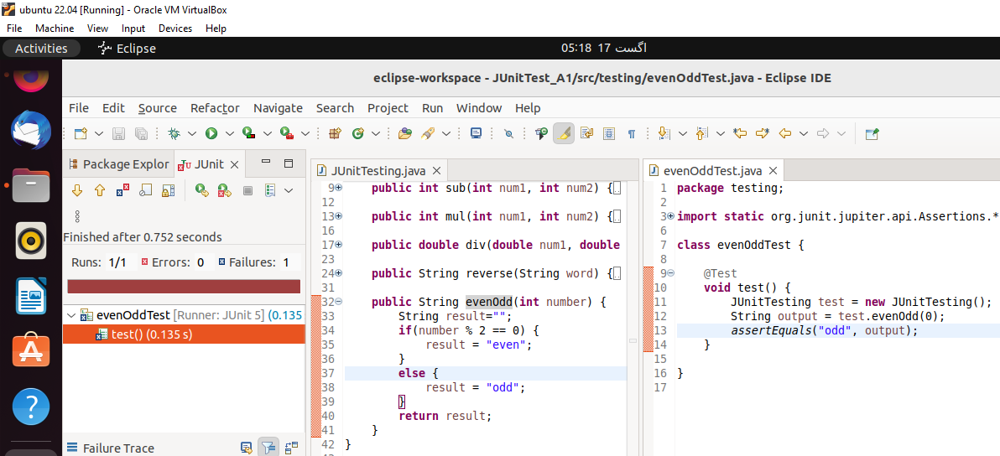 ubuntu 22.04 [Running] - Oracle VM VirtualBox
File Machine View Input Devices Help
Activities Eclipse 05:18 17 اگست
eclipse-workspace - JUnitTest_A1/src/testing/evenOddTest.java - Eclipse IDE
File Edit Source Refactor Navigate Search Project Run Window Help
Package Explor JUnit
Finished after 0.752 seconds
Runs: 1/1 Errors: 0 Failures: 1
evenOddTest [Runner: JUnit 5] (0.135
test() (0.135 s)
Failure Trace
JUnitTesting.java
9 public int sub(int num1, int num2) {
12
13 public int mul(int num1, int num2) {
16
17 public double div(double num1, double
23
24 public String reverse(String word) {
31
32 public String evenOdd(int number) {
33 String result="";
34 if(number % 2 == 0) {
35 result = "even";
36 }
37 else {
38 result = "odd";
39 }
40 return result;
41 }
42 }
evenOddTest.java
1 package testing;
2
3 import static org.junit.jupiter.api.Assertions.*
6
7 class evenOddTest {
8
9 @Test
10 void test() {
11 JUnitTesting test = new JUnitTesting();
12 String output = test.evenOdd(0);
13 assertEquals("odd", output);
14 }
15
16 }
17